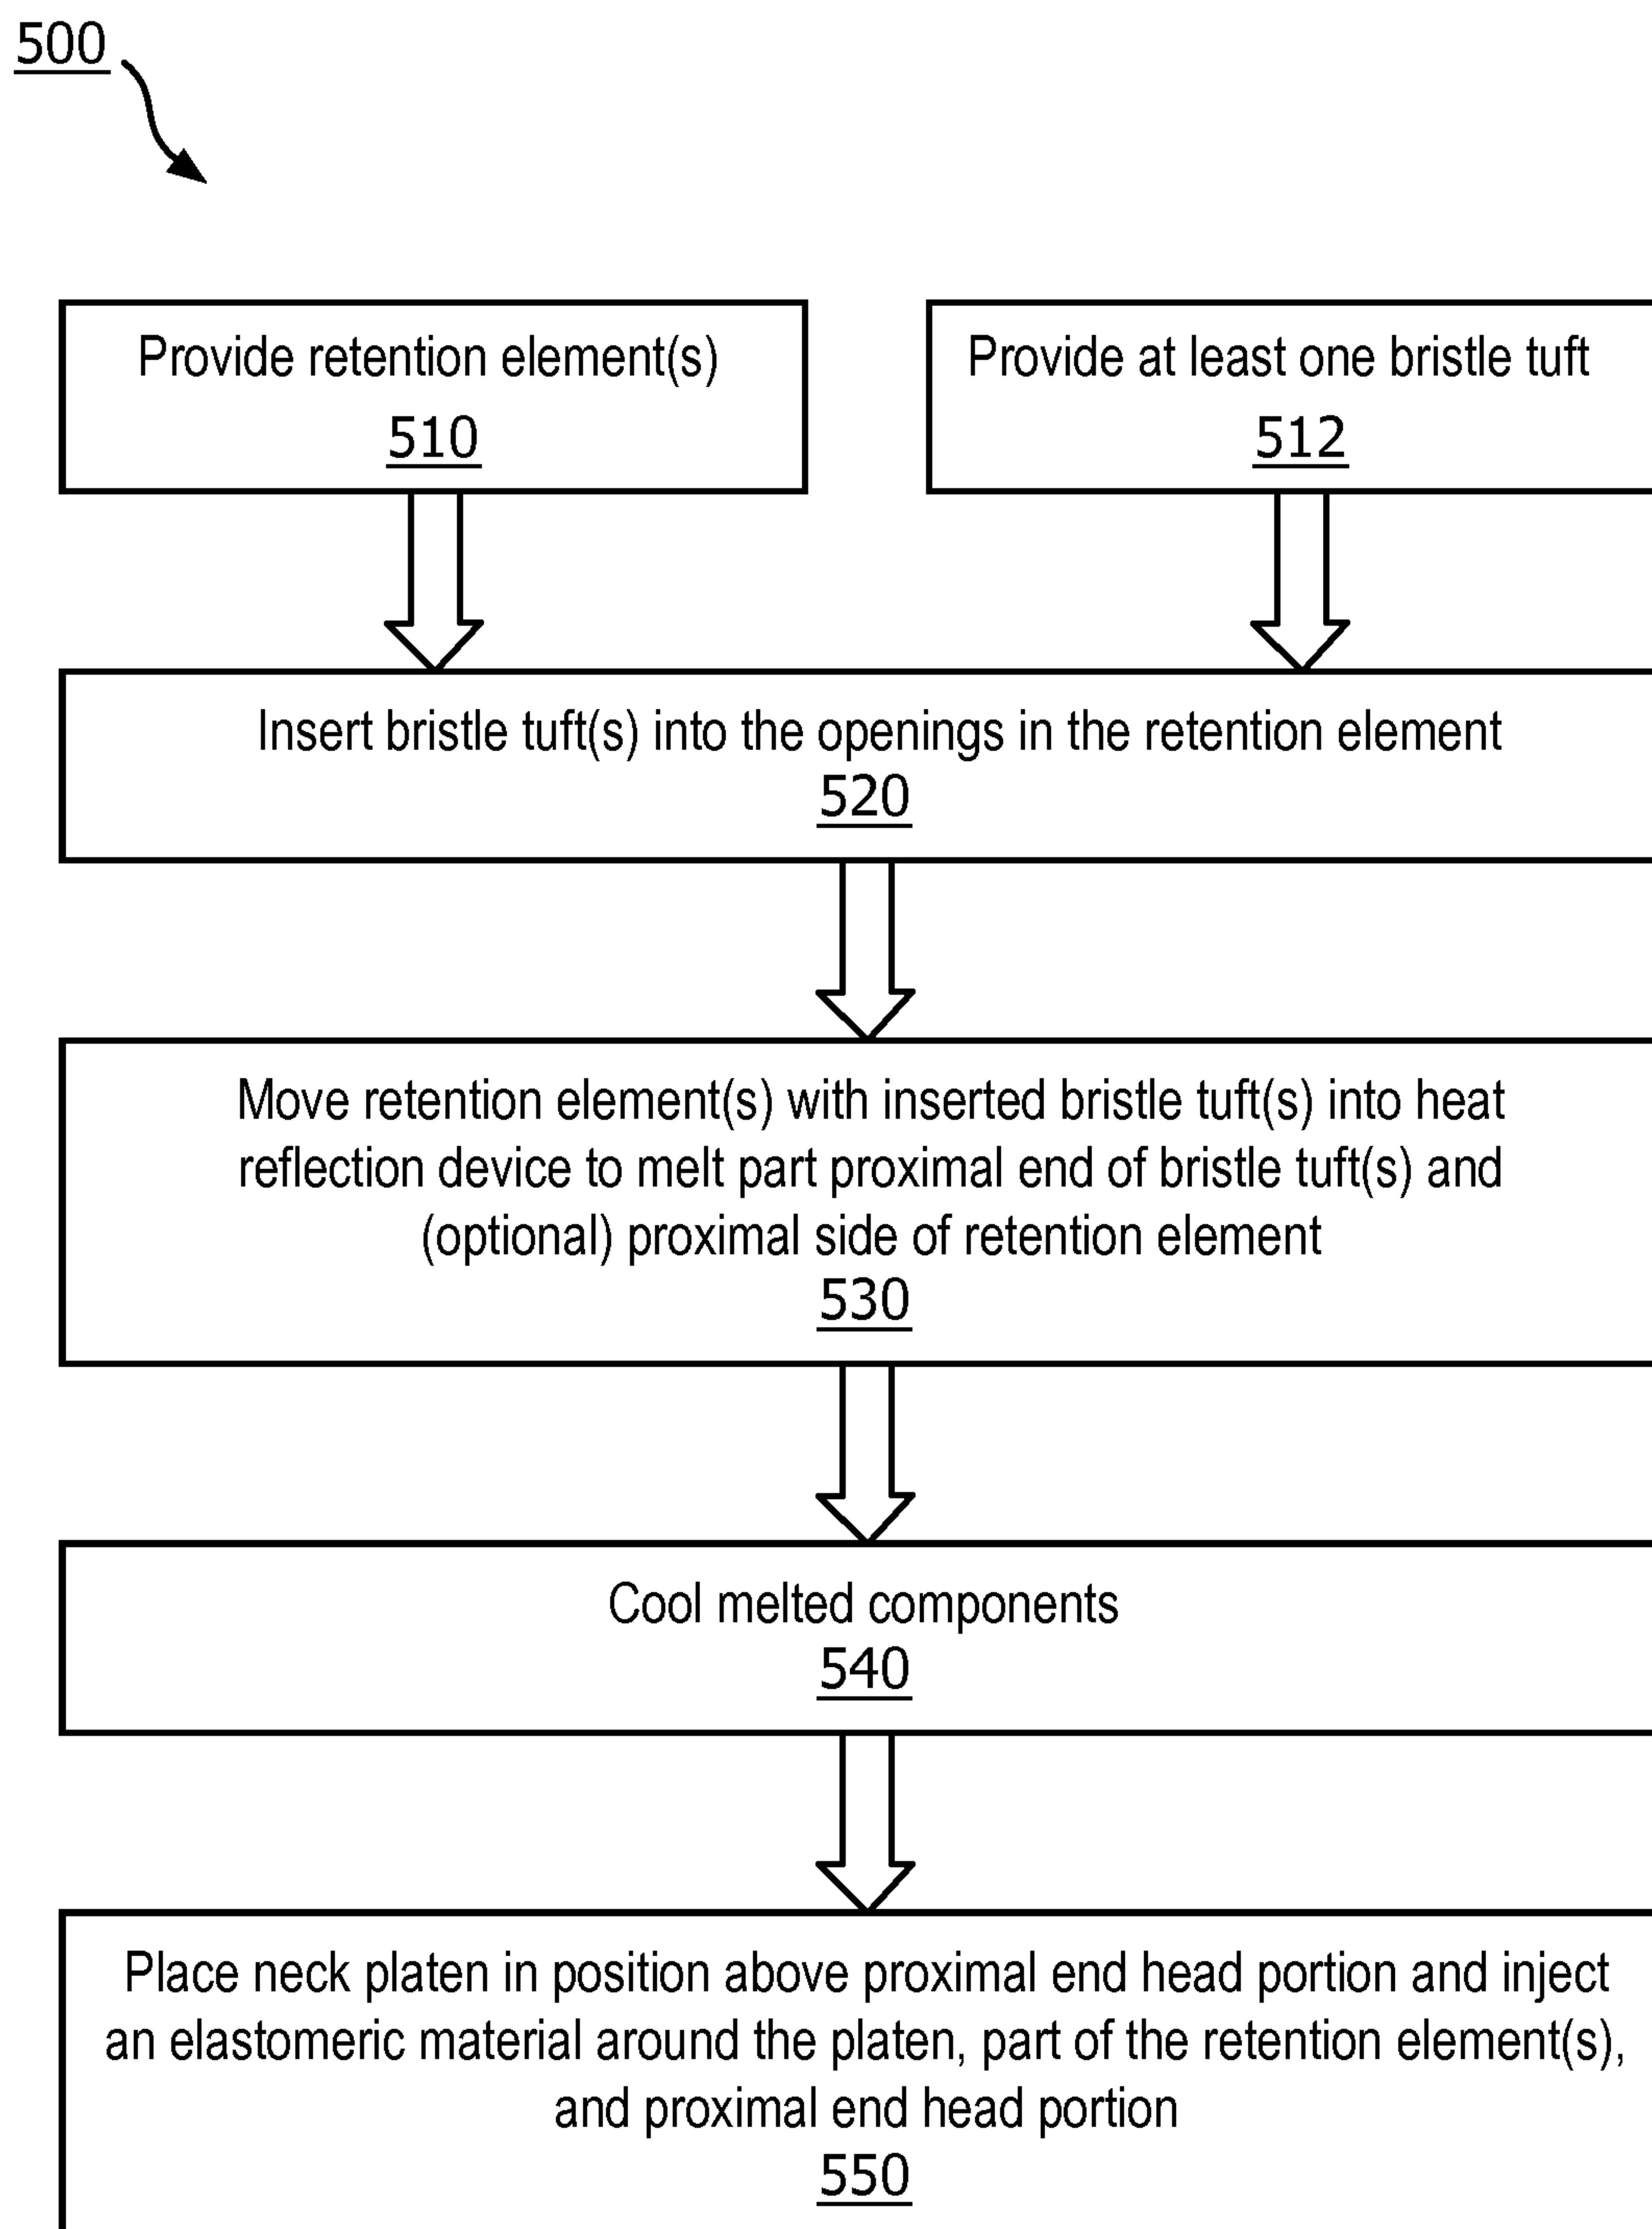 500
Provide retention element(s)
510
Provide at least one bristle tuft
512
Insert bristle tuft(s) into the openings in the retention element
520
Move retention element(s) with inserted bristle tuft(s) into heat
reflection device to melt part proximal end of bristle tuft(s) and
(optional) proximal side of retention element
530
Cool melted components
540
Place neck platen in position above proximal end head portion and inject
an elastomeric material around the platen, part of the retention element(s),
and proximal end head portion
550